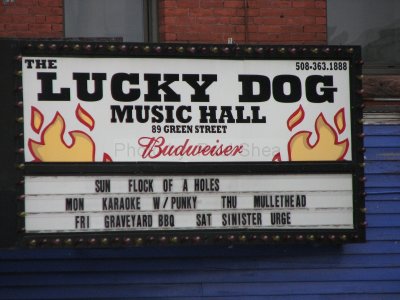 THE
LUCKY DOG
508-363.1888
MUSIC HALL
89 GREEN STREET
Budweiser
SUN FLOCK OF A HOLES
MON KARAOKE W/PUNKY THU MULLETHEAD
FRI GRAVEYARD BBQ SAT SINISTER URGE